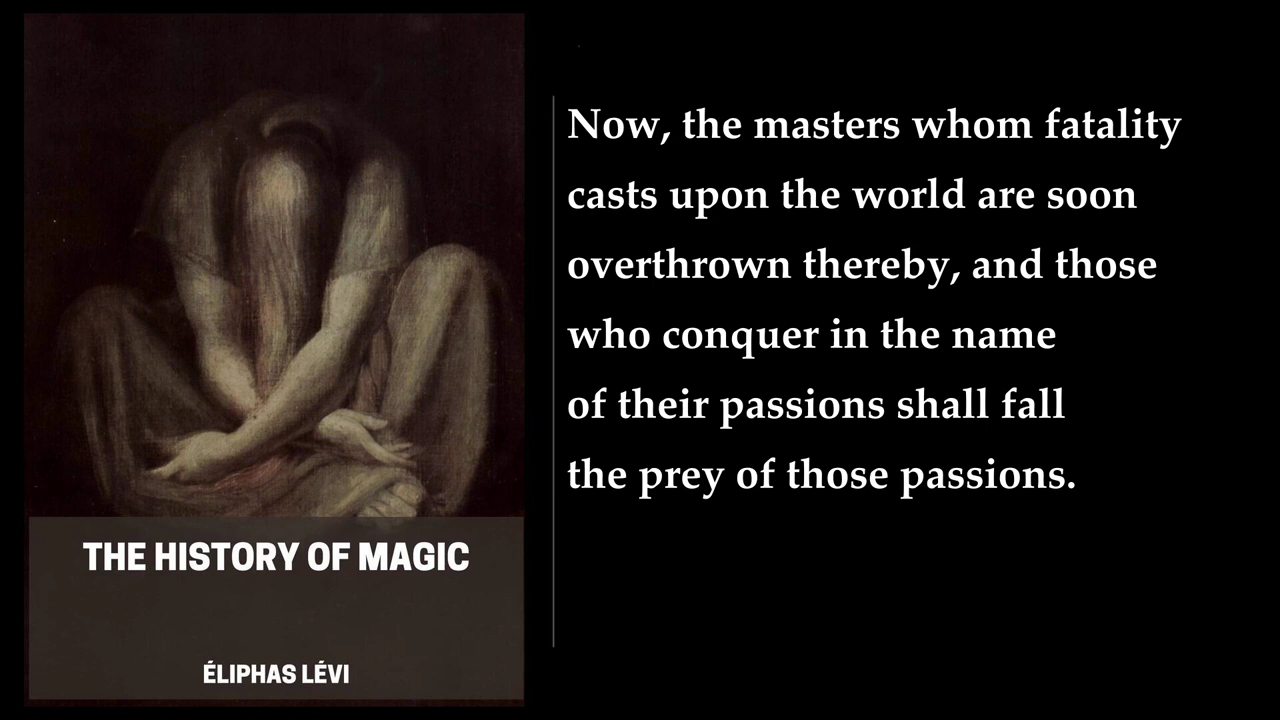 THE HISTORY OF MAGIC
ÉLIPHAS LÉVI
Now, the masters whom fatality
casts upon the world are soon
overthrown thereby, and those
who conquer in the name
of their passions shall fall
the prey of those passions.